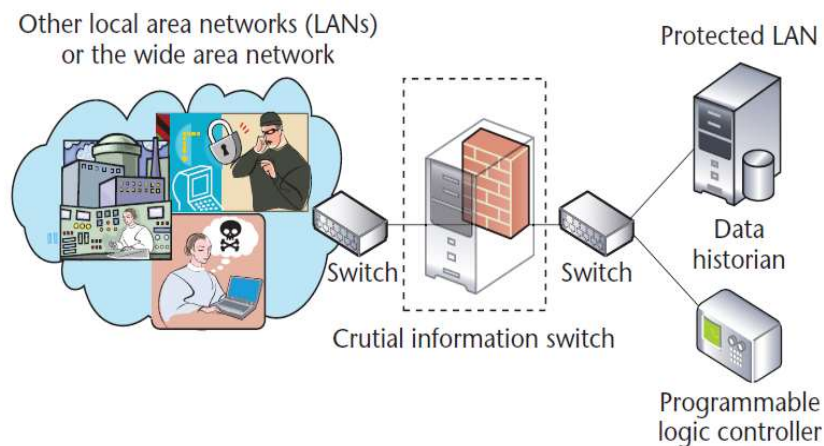 Other local area networks (LANs)
or the wide area network
Protected LAN
Switch
Switch
Data
historian
Crutial information switch
Programmable
logic controller